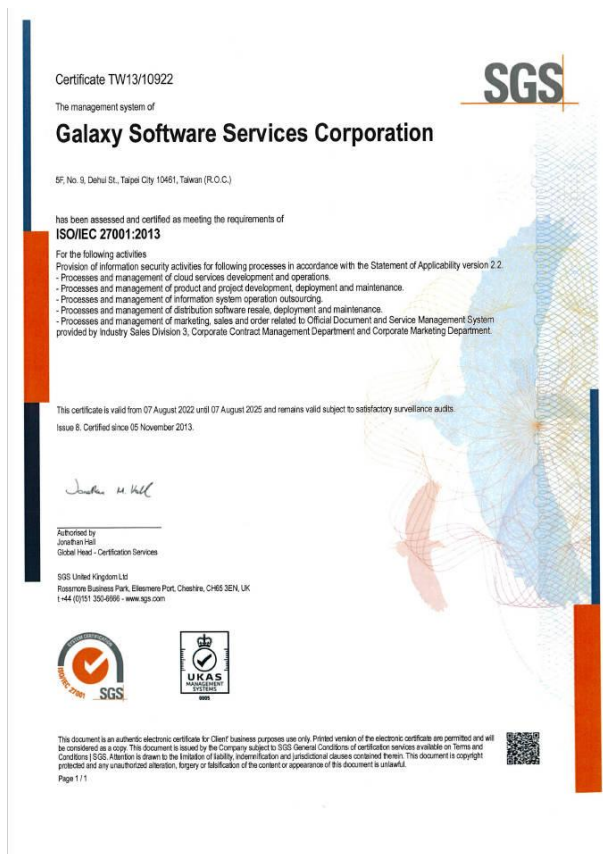 SGS
Certificate TW13/10922
The management system of
Galaxy Software Services Corporation
5F, No. 9, Dehui St., Taipei City 10461, Taiwan (R.O.C.)
has been assessed and certified as meeting the requirements of
ISO/IEC 27001:2013
For the following activities
Provision of information security activities for following processes in accordance with the Statement of Applicability version 2.2.
- Processes and management of cloud services development and operations.
- Processes and management of product and project development, deployment and maintenance.
- Processes and management of information system operation outsourcing.
- Processes and management of distribution software resale, deployment and maintenance.
- Processes and management of marketing, sales and order related to Official Document and Service Management System
provided by Industry Sales Division 3, Corporate Contract Management Department and Corporate Marketing Department.
This certificate is valid from 07 August 2022 until 07 August 2025 and remains valid subject to satisfactory surveillance audits.
Issue 8. Certified since 05 November 2013.
Jonathan M. Hall
Authorised by
Jonathan Hall
Global Head - Certification Services
SGS United Kingdom Ltd
Rossmore Business Park, Ellesmere Port, Cheshire, CH65 3EN, UK
t +44 (0)151 350-6666 - www.sgs.com
SYSTEM CERTIFICATION
ISO/IEC 27001
SGS
UKAS
MANAGEMENT
SYSTEMS
0005
This document is an authentic electronic certificate for Client' business purposes use only. Printed version of the electronic certificate are permitted and will
be considered as a copy. This document is issued by the Company subject to SGS General Conditions of certification services available on Terms and
Conditions | SGS. Attention is drawn to the limitation of liability, indemnification and jurisdictional clauses contained therein. This document is copyright
protected and any unauthorized alteration, forgery or falsification of the content or appearance of this document is unlawful.
Page 1 / 1